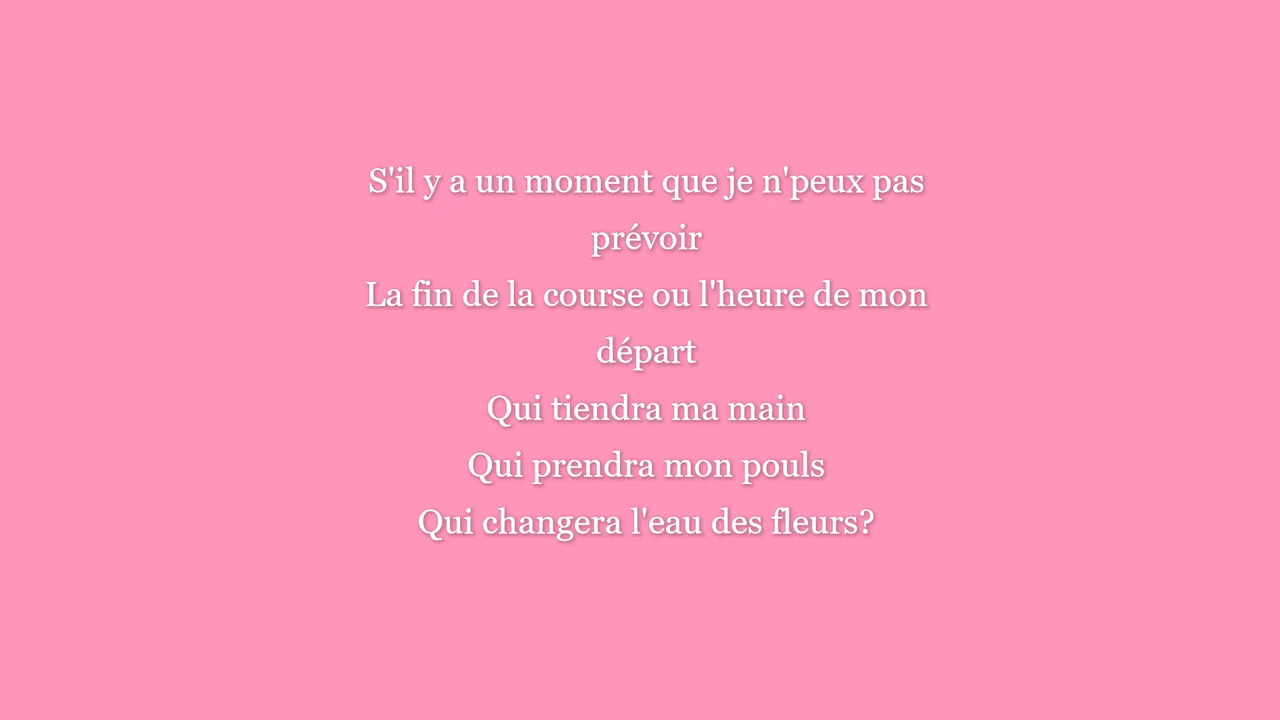 S'il y a un moment que je n'peux pas
prévoir
La fin de la course ou l'heure de mon
départ
Qui tiendra ma main
Qui prendra mon pouls
Qui changera l'eau des fleurs?